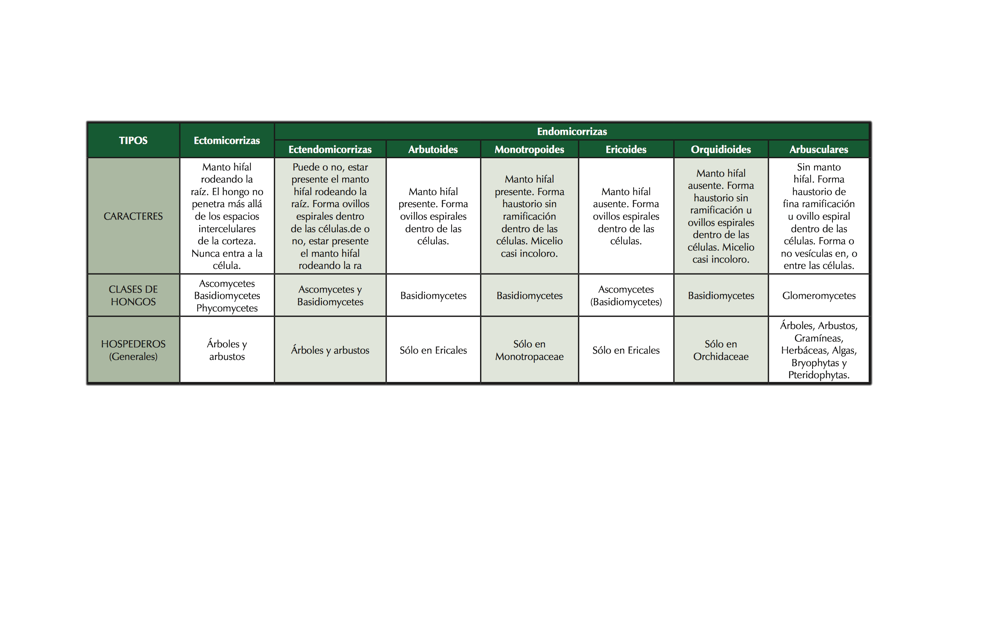 TIPOS
Ectomicorrizas
Endomicorrizas
Ectendomicorrizas
Arbutoides
Monotropoides
Ericoides
Orquidioides
Arbusculares
CARACTERES
Manto hifal
rodeando la
raíz. El hongo no
penetra más allá
de los espacios
intercelulares
de la corteza.
Nunca entra a la
célula.
Puede o no, estar
presente el manto
hifal rodeando la
raíz. Forma ovillos
espirales dentro
de las células.de o
no, estar presente
el manto hifal
rodeando la ra
Manto hifal
presente. Forma
ovillos espirales
dentro de las
células.
Manto hifal
presente. Forma
haustorio sin
ramificación
dentro de las
células. Micelio
casi incoloro.
Manto hifal
ausente. Forma
ovillos espirales
dentro de las
células.
Manto hifal
ausente. Forma
haustorio sin
ramificación u
ovillos espirales
dentro de las
células. Micelio
casi incoloro.
Sin manto
hifal. Forma
haustorio de
fina ramificación
u ovillo espiral
dentro de las
células. Forma o
no vesículas en, o
entre las células.
CLASES DE
HONGOS
Ascomycetes
Basidiomycetes
Phycomycetes
Ascomycetes y
Basidiomycetes
Basidiomycetes
Basidiomycetes
Ascomycetes
(Basidiomycetes)
Basidiomycetes
Glomeromycetes
HOSPEDEROS
(Generales)
Árboles y
arbustos
Árboles y arbustos
Sólo en Ericales
Sólo en
Monotropaceae
Sólo en Ericales
Sólo en
Orchidaceae
Árboles, Arbustos,
Gramíneas,
Herbáceas, Algas,
Bryophytas y
Pteridophytas.